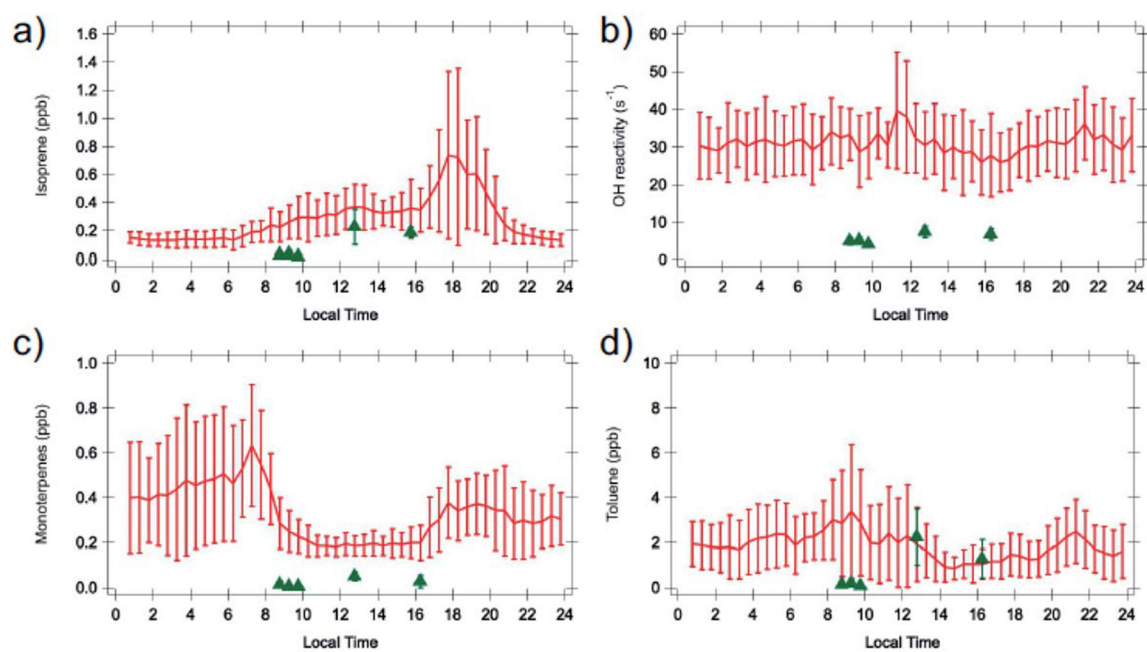 a)
Isoprene (ppb)
1.6
1.4
1.2
1.0
0.8
0.6
0.4
0.2
0.0
0 2 4 6 8 10 12 14 16 18 20 22 24
Local Time
b)
OH reactivity (s⁻¹)
60
50
40
30
20
10
0
0 2 4 6 8 10 12 14 16 18 20 22 24
Local Time
c)
Monoterpenes (ppb)
1.0
0.8
0.6
0.4
0.2
0.0
0 2 4 6 8 10 12 14 16 18 20 22 24
Local Time
d)
Toluene (ppb)
10
8
6
4
2
0
0 2 4 6 8 10 12 14 16 18 20 22 24
Local Time